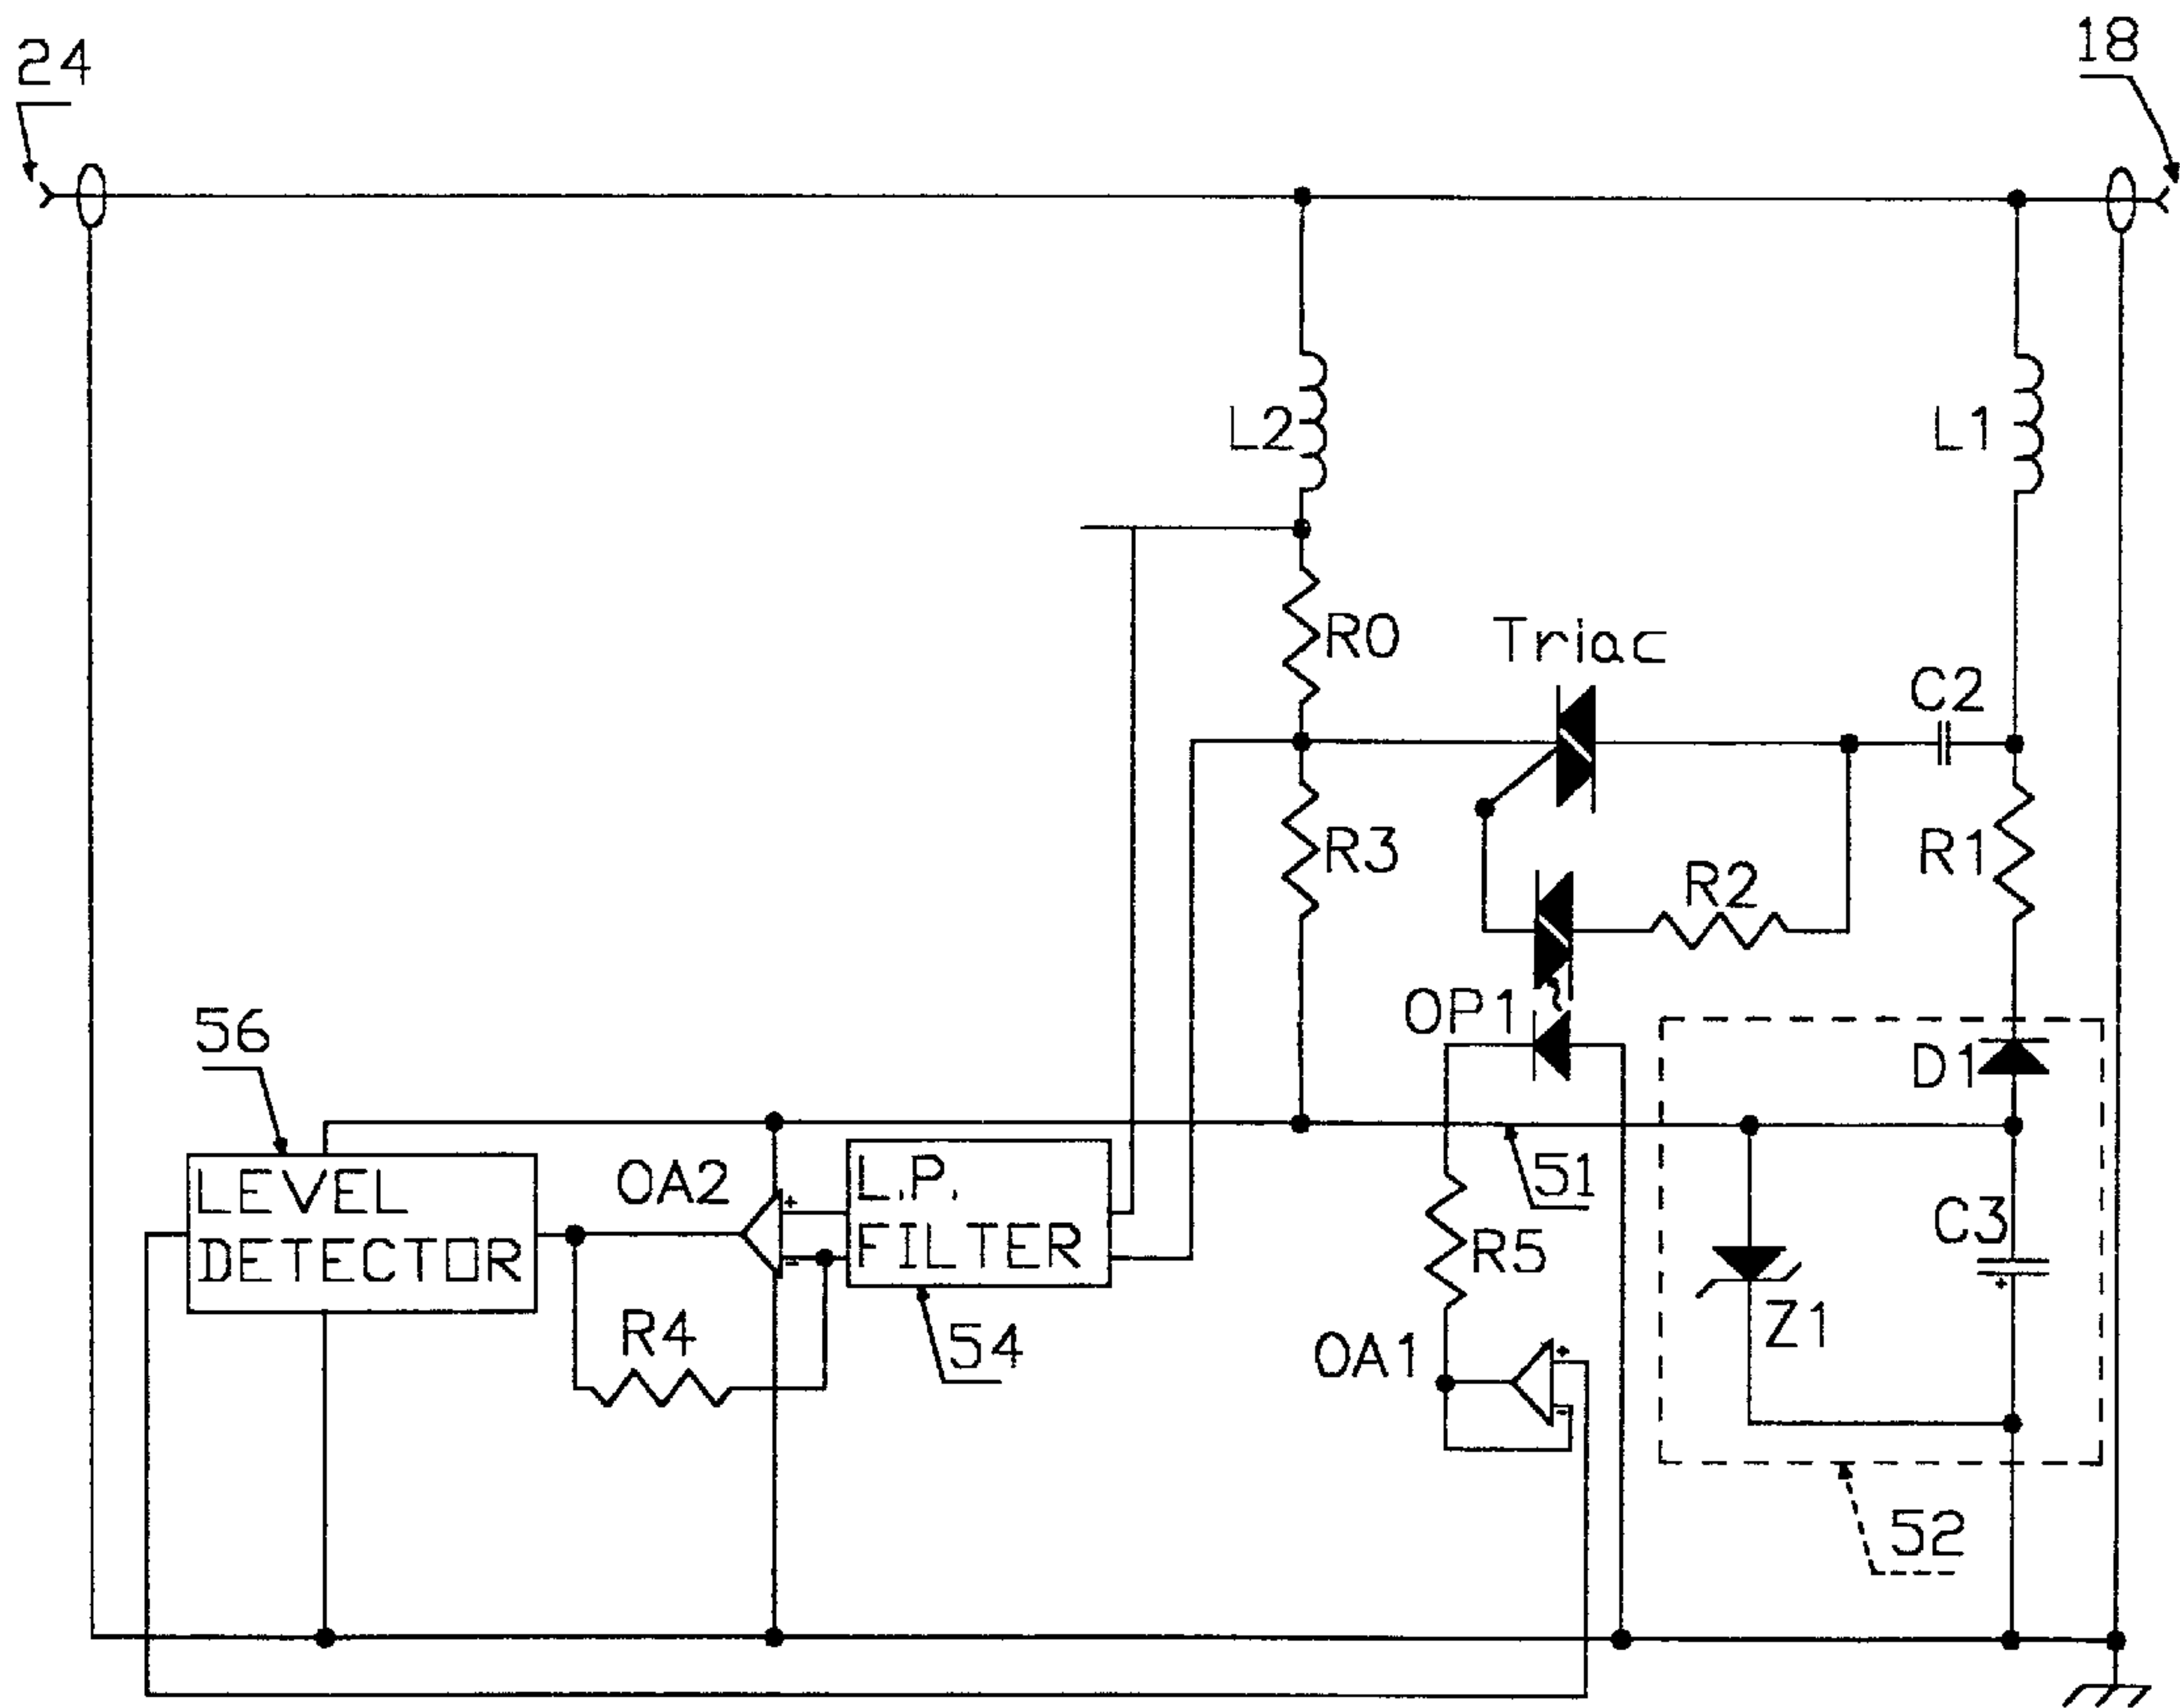 24
18
L2
L1
R0
Triac
C2
R3
R1
R2
56
OP1
D1
LEVEL
DETECTOR
OA2
+
-
L.P.
FILTER
51
C3
+
R5
Z1
R4
54
OA1
+
-
52